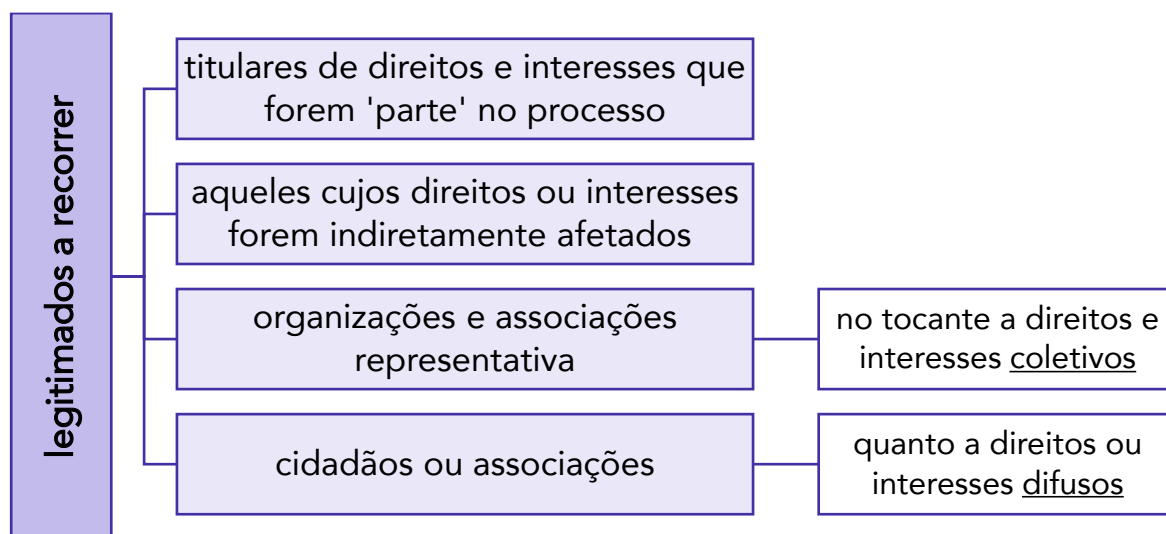 legitimados a recorrer
titulares de direitos e interesses que
forem 'parte' no processo
aqueles cujos direitos ou interesses
forem indiretamente afetados
organizações e associações
representativa
no tocante a direitos e
interesses coletivos
cidadãos ou associações
quanto a direitos ou
interesses difusos